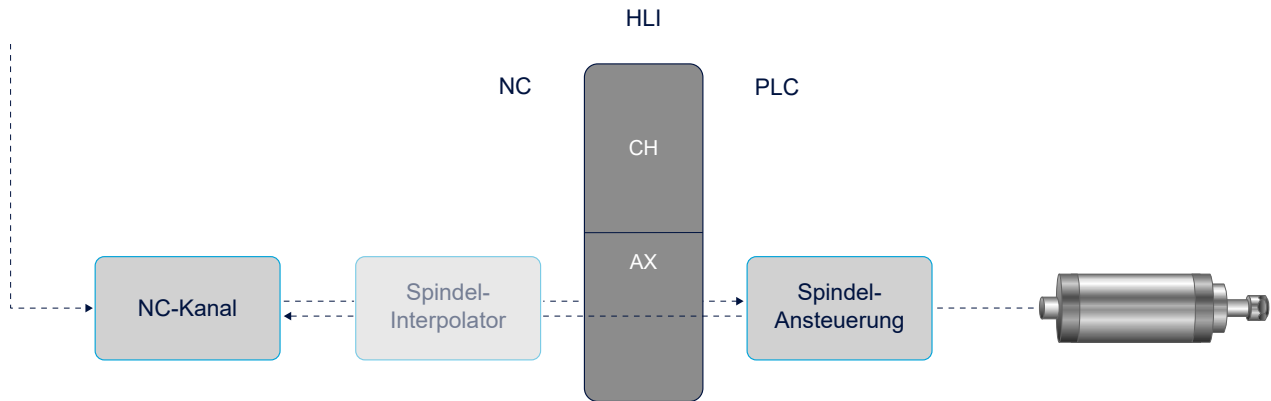 HLI
NC
PLC
CH
AX
NC-Kanal
Spindel-
Interpolator
Spindel-
Ansteuerung